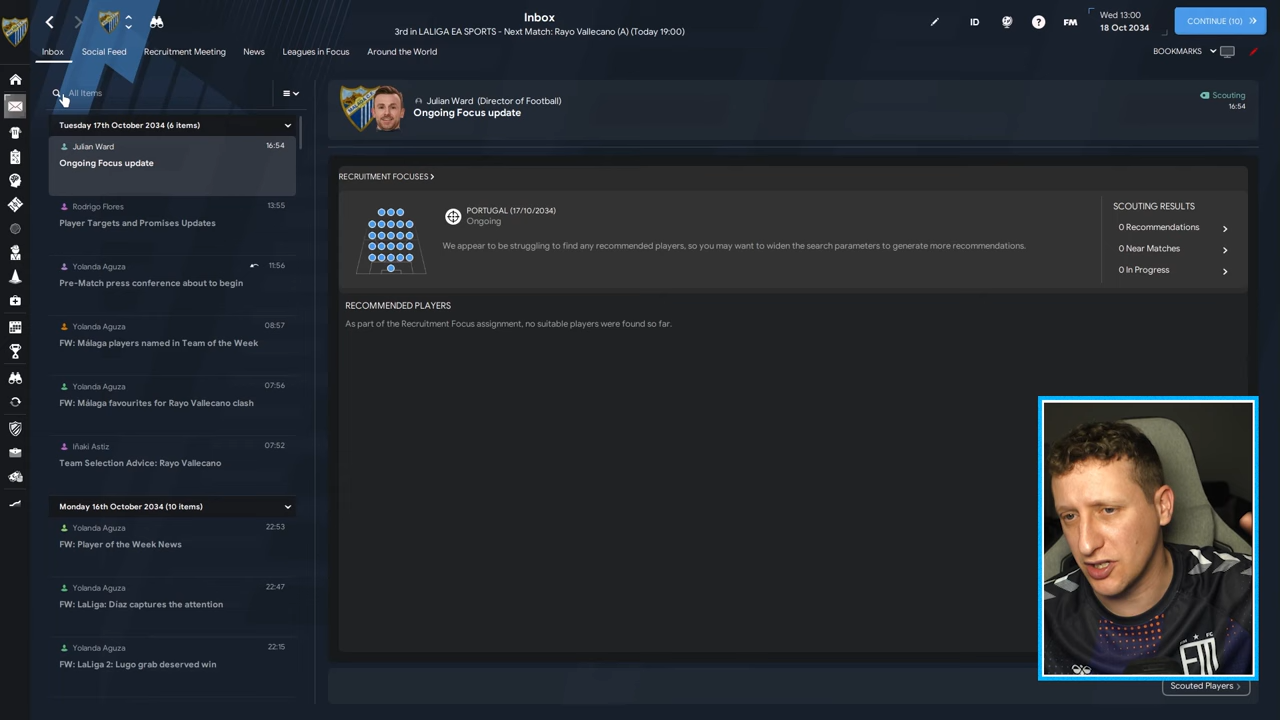 Inbox
3rd in LALIGA EA SPORTS - Next Match: Rayo Vallecano (A) (Today 19:00)
ID
?
FM
Wed 13:00
18 Oct 2034
CONTINUE (10)
Inbox
Social Feed
Recruitment Meeting
News
Leagues in Focus
Around the World
BOOKMARKS
All Items
Tuesday 17th October 2034 (6 items)
Julian Ward
16:54
Ongoing Focus update
Rodrigo Flores
13:55
Player Targets and Promises Updates
Yolanda Aguza
11:56
Pre-Match press conference about to begin
Yolanda Aguza
08:57
FW: Málaga players named in Team of the Week
Yolanda Aguza
07:56
FW: Málaga favourites for Rayo Vallecano clash
Iñaki Astiz
07:52
Team Selection Advice: Rayo Vallecano
Monday 16th October 2034 (10 items)
Yolanda Aguza
22:53
FW: Player of the Week News
Yolanda Aguza
22:47
FW: LaLiga: Díaz captures the attention
Yolanda Aguza
22:15
FW: LaLiga 2: Lugo grab deserved win
Julian Ward (Director of Football)
Ongoing Focus update
Scouting
16:54
RECRUITMENT FOCUSES
PORTUGAL (17/10/2034)
Ongoing
We appear to be struggling to find any recommended players, so you may want to widen the search parameters to generate more recommendations.
SCOUTING RESULTS
0 Recommendations
0 Near Matches
0 In Progress
RECOMMENDED PLAYERS
As part of the Recruitment Focus assignment, no suitable players were found so far.
Scouted Players